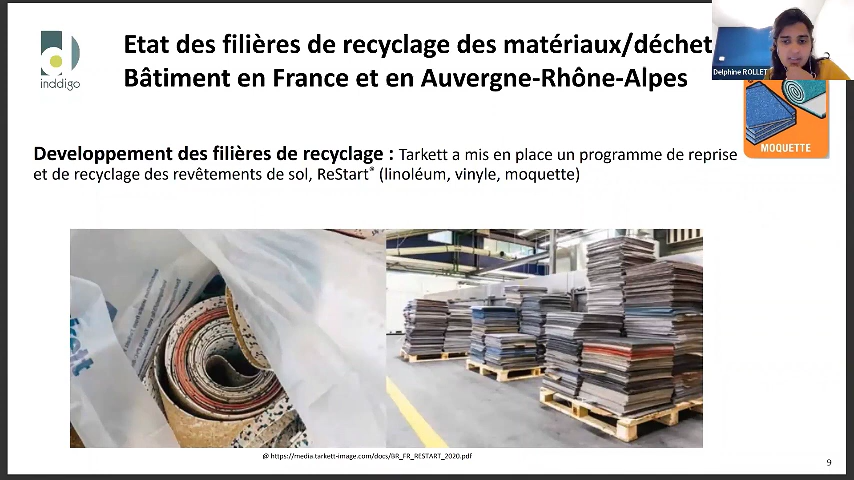 inddigo
Etat des filières de recyclage des matériaux/déchet
Bâtiment en France et en Auvergne-Rhône-Alpes
Delphine ROLLET
MOQUETTE
Developpement des filières de recyclage : Tarkett a mis en place un programme de reprise
et de recyclage des revêtements de sol, ReStart® (linoléum, vinyle, moquette)
@ https://media.tarkett-image.com/docs/BR_FR_RESTART_2020.pdf
9